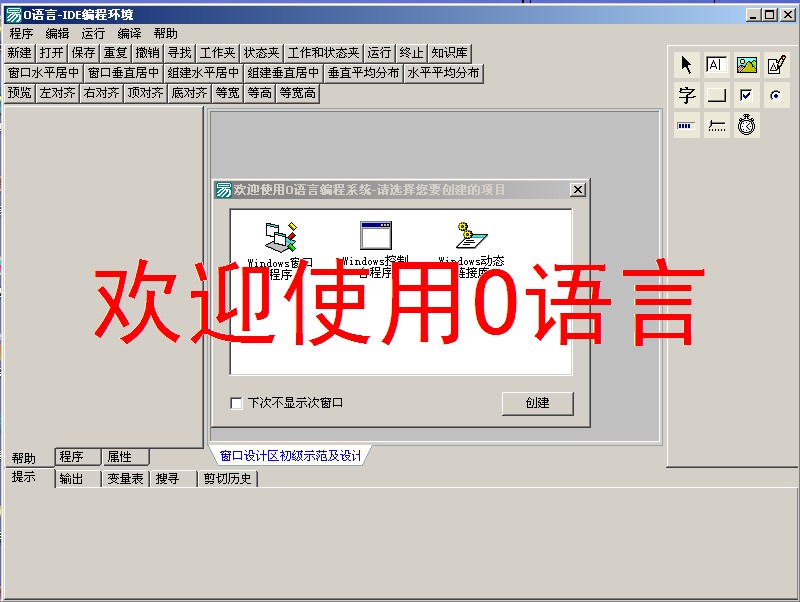 0语言-IDE编程环境
程序 编辑 运行 编译 帮助
新建 打开 保存 重复 撤销 寻找 工作夹 状态夹 工作和状态夹 运行 终止 知识库
窗口水平居中 窗口垂直居中 组建水平居中 组建垂直居中 垂直平均分布 水平平均分布
预览 左对齐 右对齐 顶对齐 底对齐 等宽 等高 等宽高
A
字
欢迎使用0语言编程系统-请选择您要创建的项目
Windows窗口
程序
Windows控制
台程序
Windows动态
链接库
欢迎使用0语言
下次不显示次窗口
创建
帮助 程序 属性
窗口设计区初级示范及设计
提示 输出 变量表 搜寻 剪切历史